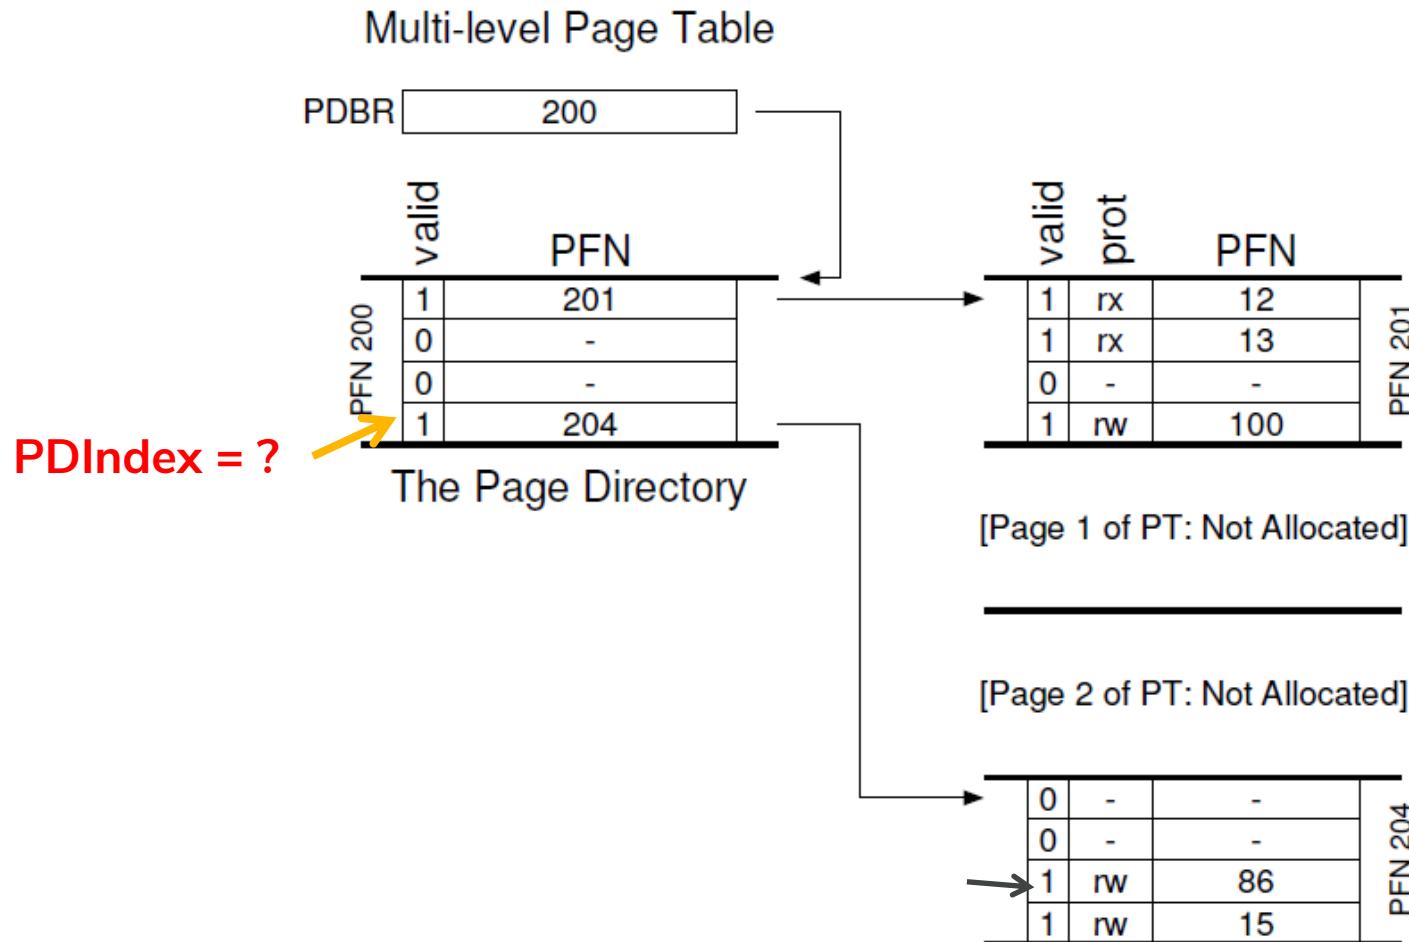 Multi-level Page Table
PDBR 200
valid PFN
PFN 200
1 201
0 -
0 -
1 204
PDIndex = ?
The Page Directory
valid prot PFN
1 rx 12
1 rx 13
0 - -
1 rw 100
PFN 201
[Page 1 of PT: Not Allocated]
[Page 2 of PT: Not Allocated]
0 - -
0 - -
1 rw 86
1 rw 15
PFN 204